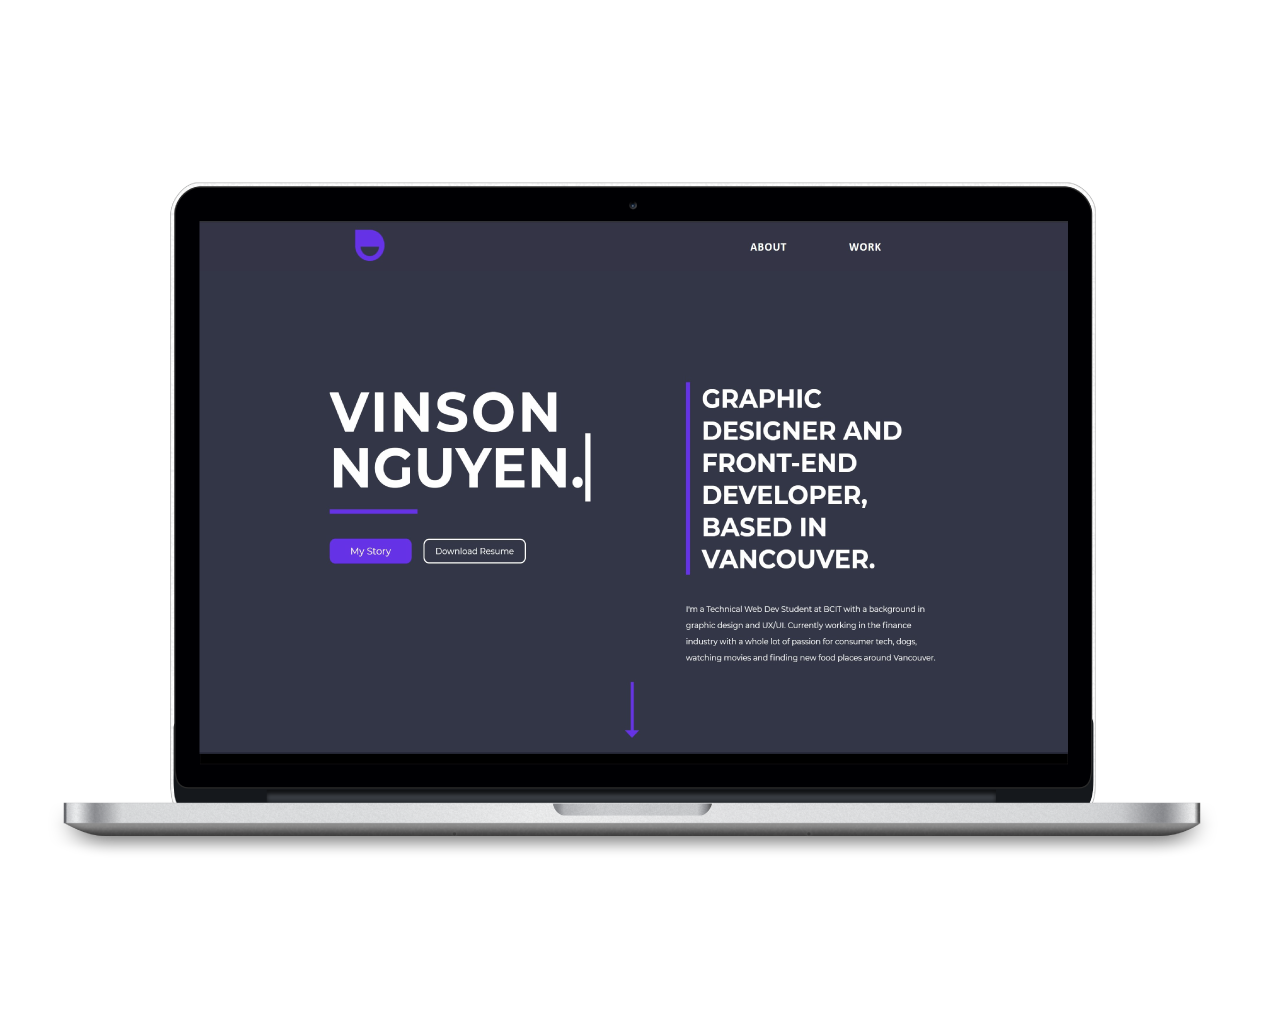 ABOUT WORK
VINSON
NGUYEN.
My Story Download Resume
GRAPHIC
DESIGNER AND
FRONT-END
DEVELOPER,
BASED IN
VANCOUVER.
I'm a Technical Web Dev Student at BCIT with a background in
graphic design and UX/UI. Currently working in the finance
industry with a whole lot of passion for consumer tech, dogs,
watching movies and finding new food places around Vancouver.